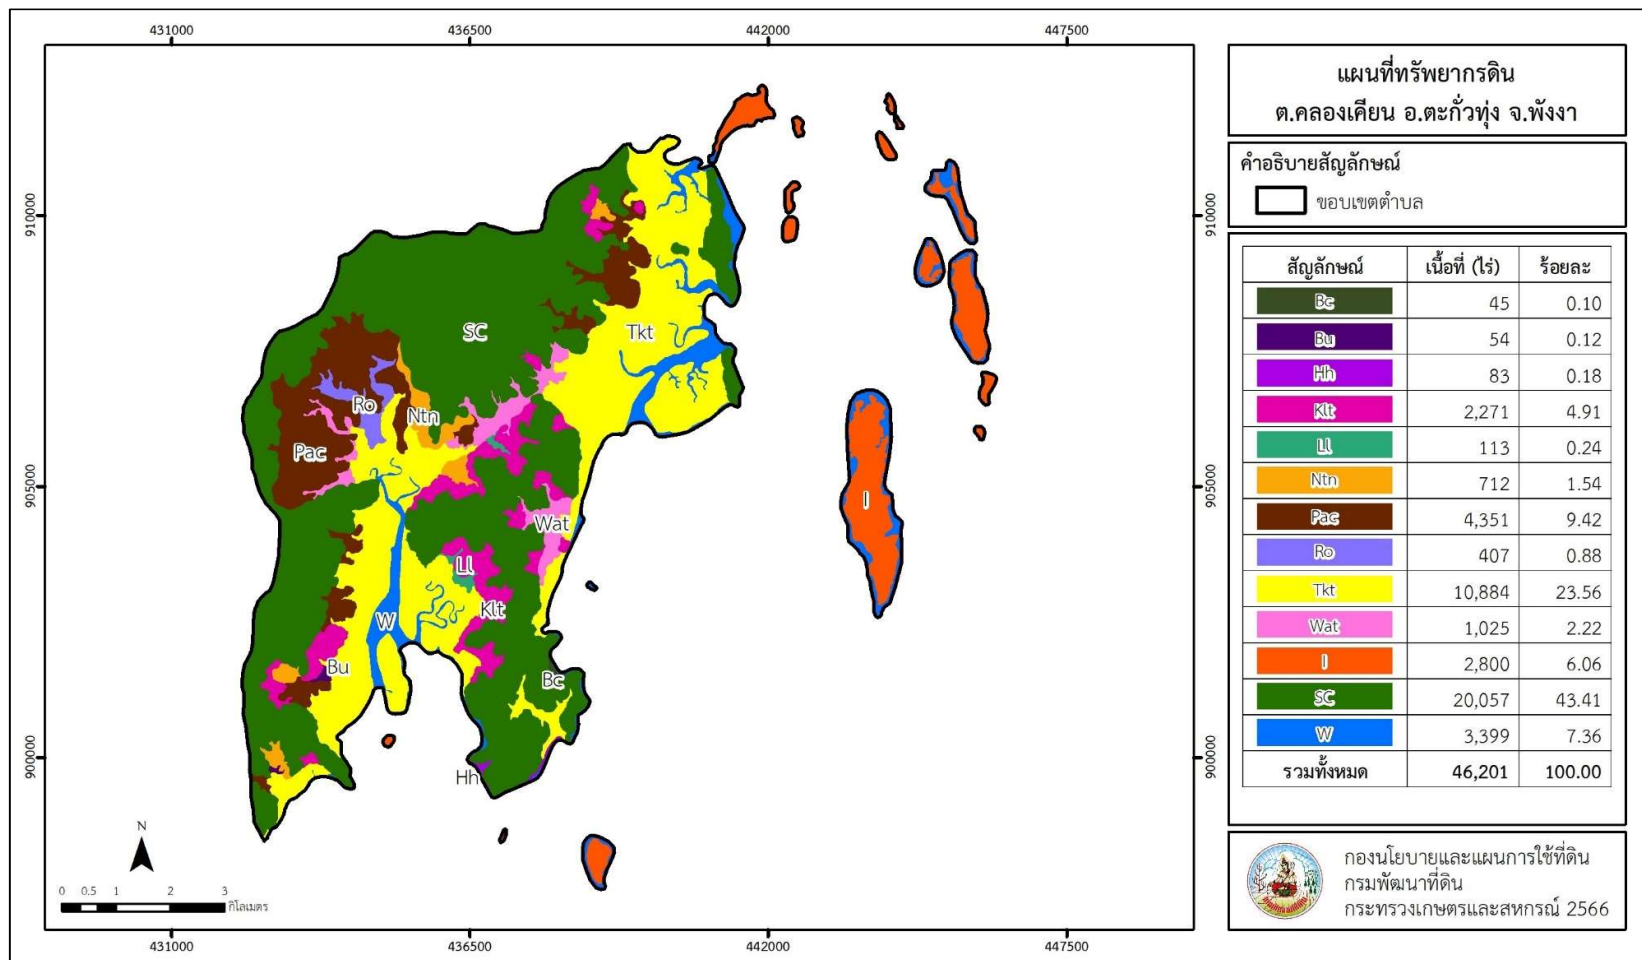 431000 436500 442000 447500
910000
905000
900000
910000
905000
900000
431000 436500 442000 447500
SC
Tkt
Ro
Ntn
Pac
Wat
Ll
Klt
W
Bu
Bc
Hh
I
N
0 0.5 1 2 3
กิโลเมตร
แผนที่ทรัพยากรดิน
ต.คลองเคียน อ.ตะกั่วทุ่ง จ.พังงา
คำอธิบายสัญลักษณ์
ขอบเขตตำบล
สัญลักษณ์ เนื้อที่ (ไร่) ร้อยละ
Bc 45 0.10
Bu 54 0.12
Hh 83 0.18
Klt 2,271 4.91
Ll 113 0.24
Ntn 712 1.54
Pac 4,351 9.42
Ro 407 0.88
Tkt 10,884 23.56
Wat 1,025 2.22
I 2,800 6.06
SC 20,057 43.41
W 3,399 7.36
รวมทั้งหมด 46,201 100.00
กองนโยบายและแผนการใช้ที่ดิน
กรมพัฒนาที่ดิน
กระทรวงเกษตรและสหกรณ์ 2566